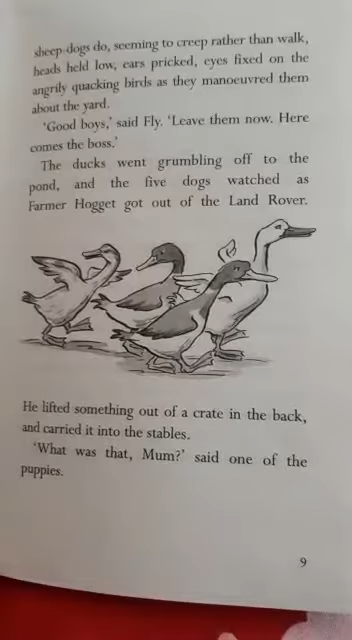 sheep-dogs do, seeming to creep rather than walk,
heads held low, ears pricked, eyes fixed on the
angrily quacking birds as they manoeuvred them
about the yard.
'Good boys,' said Fly. 'Leave them now. Here
comes the boss.'
The ducks went grumbling off to the
pond, and the five dogs watched as
Farmer Hogget got out of the Land Rover.
He lifted something out of a crate in the back,
and carried it into the stables.
'What was that, Mum?' said one of the
puppies.
9